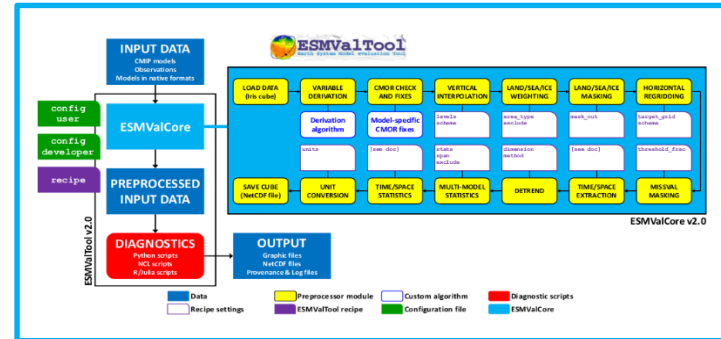 ESMValTool
Earth System Model eValuation Tool
INPUT DATA
CMIP models
Observations
Models in native formats
config
user
config
developer
recipe
ESMValCore
PREPROCESSED
INPUT DATA
DIAGNOSTICS
Python scripts
NCL scripts
R/Julia scripts
ESMValTool v2.0
OUTPUT
Graphic files
NetCDF files
Provenance & Log files
LOAD DATA
(Iris cube)
VARIABLE
DERIVATION
CMOR CHECK
AND FIXES
VERTICAL
INTERPOLATION
LAND/SEA/ICE
WEIGHTING
LAND/SEA/ICE
MASKING
HORIZONTAL
REGRIDDING
Derivation
algorithm
Model-specific
CMOR fixes
levels
scheme
area_type
exclude
mask_out
target_grid
scheme
units
[see doc]
stats
span
exclude
dimension
method
[see doc]
threshold_frac
SAVE CUBE
(NetCDF file)
UNIT
CONVERSION
TIME/SPACE
STATISTICS
MULTI-MODEL
STATISTICS
DETREND
TIME/SPACE
EXTRACTION
MISSVAL
MASKING
ESMValCore v2.0
Data
Preprocessor module
Custom algorithm
Diagnostic scripts
Recipe settings
ESMValTool recipe
Configuration file
ESMValCore